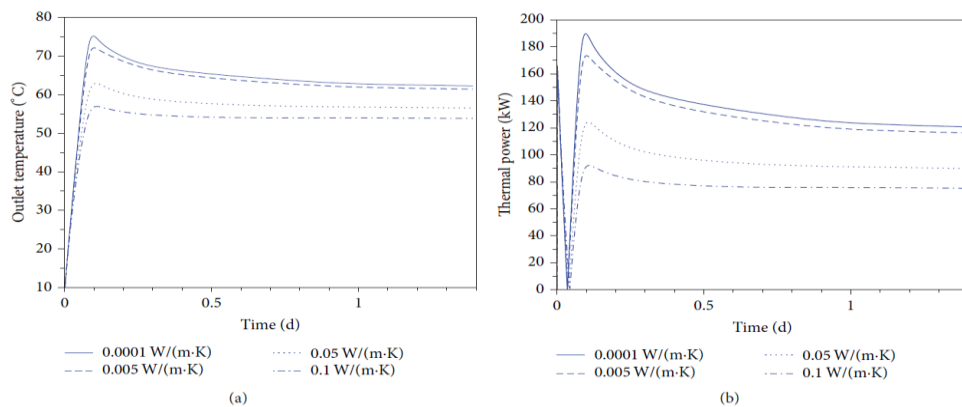 80
70
60
50
40
30
20
10
Outlet temperature (°C)
0
0.5
1
Time (d)
0.0001 W/(m·K)
0.005 W/(m·K)
0.05 W/(m·K)
0.1 W/(m·K)
(a)
200
180
160
140
120
100
80
60
40
20
0
Thermal power (kW)
0
0.5
1
Time (d)
0.0001 W/(m·K)
0.005 W/(m·K)
0.05 W/(m·K)
0.1 W/(m·K)
(b)